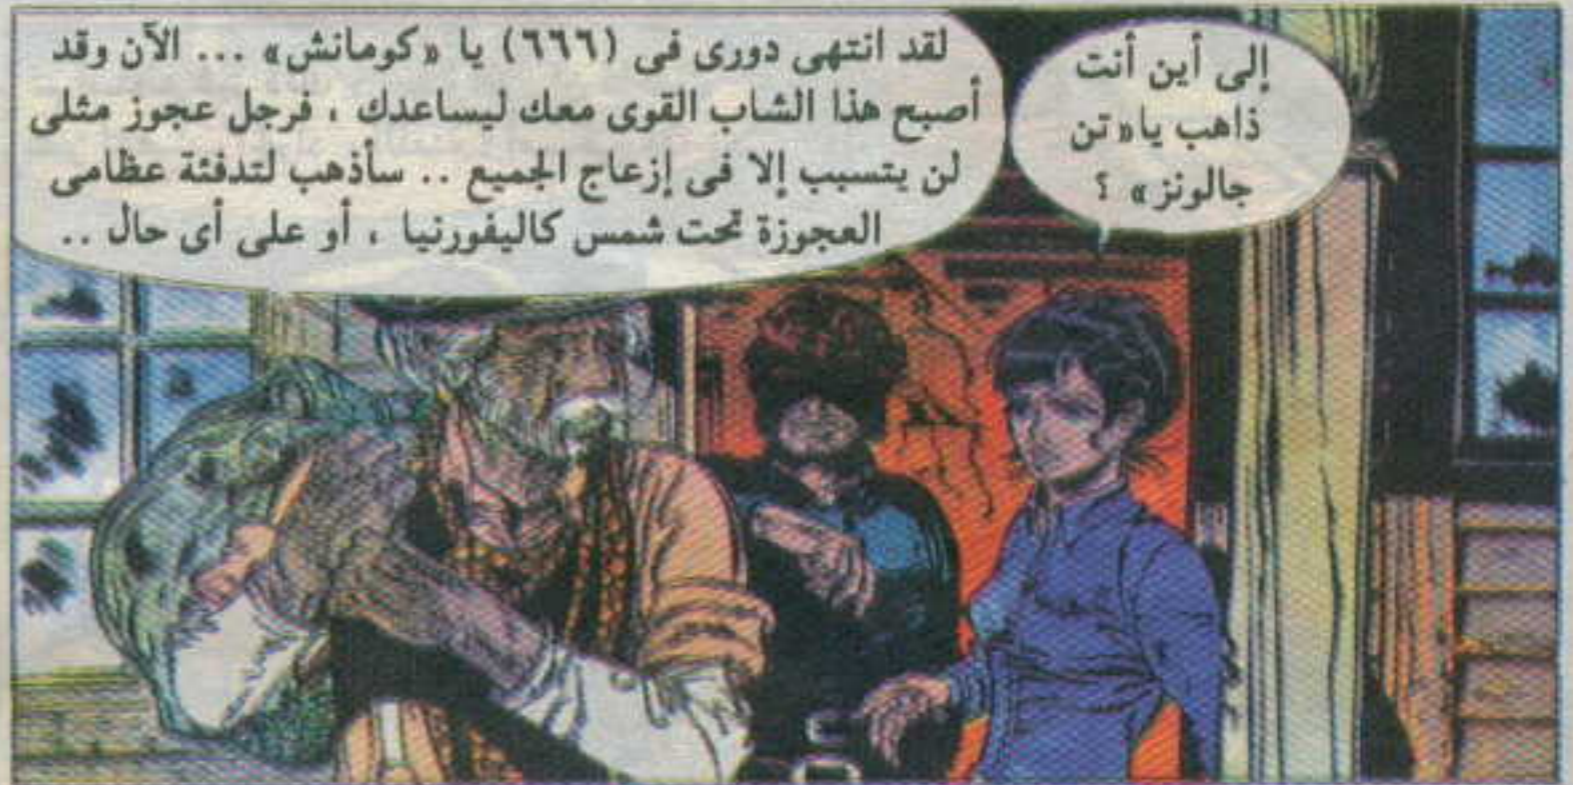 إلى أين أنت
ذاهب يا« تن
جالونز» ؟
لقد انتهى دورى فى (٦٦٦) يا «كومانش» ... الآن وقد
أصبح هذا الشاب القوى معك ليساعدك ، فرجل عجوز مثلى
لن يتسبب إلا فى إزعاج الجميع .. سأذهب لتدفئة عظامى
العجوزة تحت شمس كاليفورنيا ، أو على أى حال ..